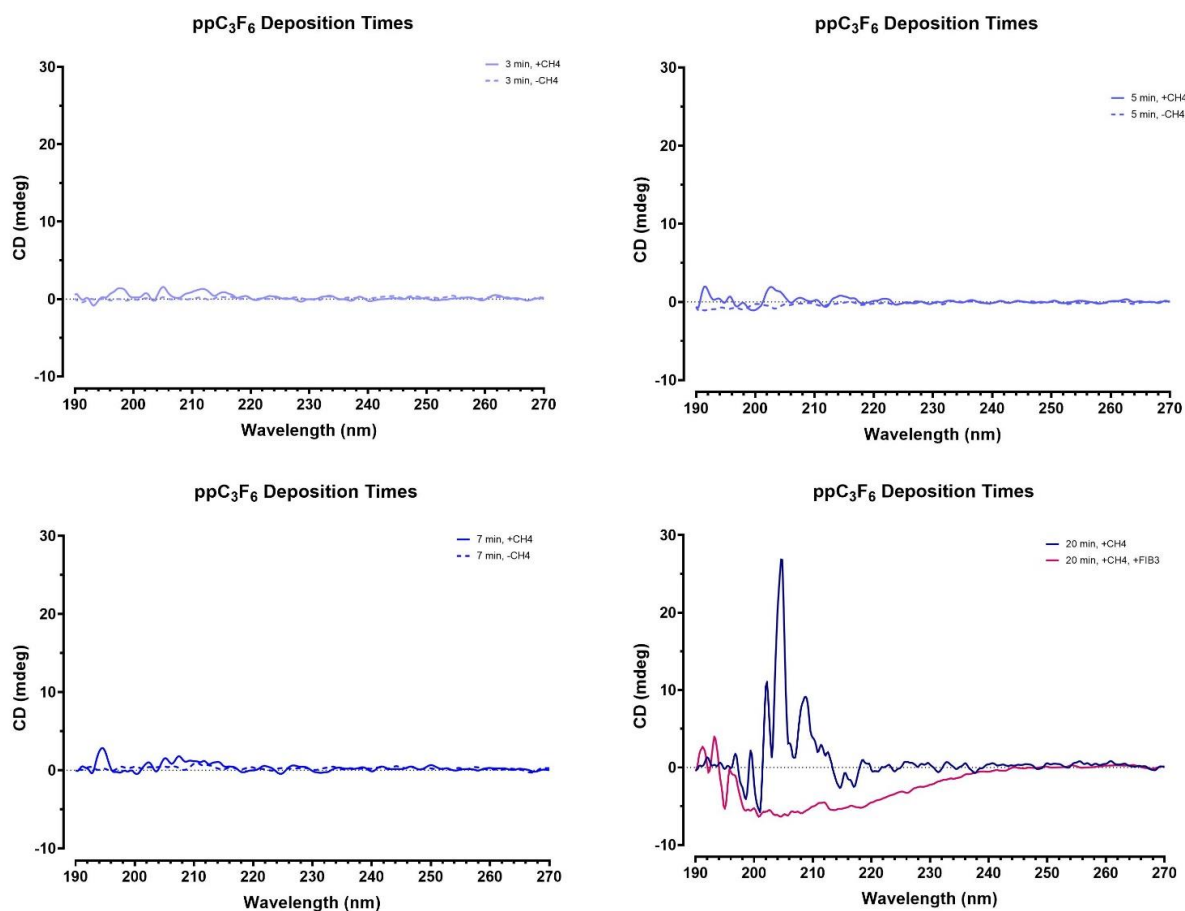 ppC₃F₆ Deposition Times
3 min, +CH4
3 min, -CH4
30
20
10
0
-10
CD (mdeg)
190 200 210 220 230 240 250 260 270
Wavelength (nm)
ppC₃F₆ Deposition Times
5 min, +CH4
5 min, -CH4
30
20
10
0
-10
CD (mdeg)
190 200 210 220 230 240 250 260 270
Wavelength (nm)
ppC₃F₆ Deposition Times
7 min, +CH4
7 min, -CH4
30
20
10
0
-10
CD (mdeg)
190 200 210 220 230 240 250 260 270
Wavelength (nm)
ppC₃F₆ Deposition Times
20 min, +CH4
20 min, +CH4, +FIB3
30
20
10
0
-10
CD (mdeg)
190 200 210 220 230 240 250 260 270
Wavelength (nm)